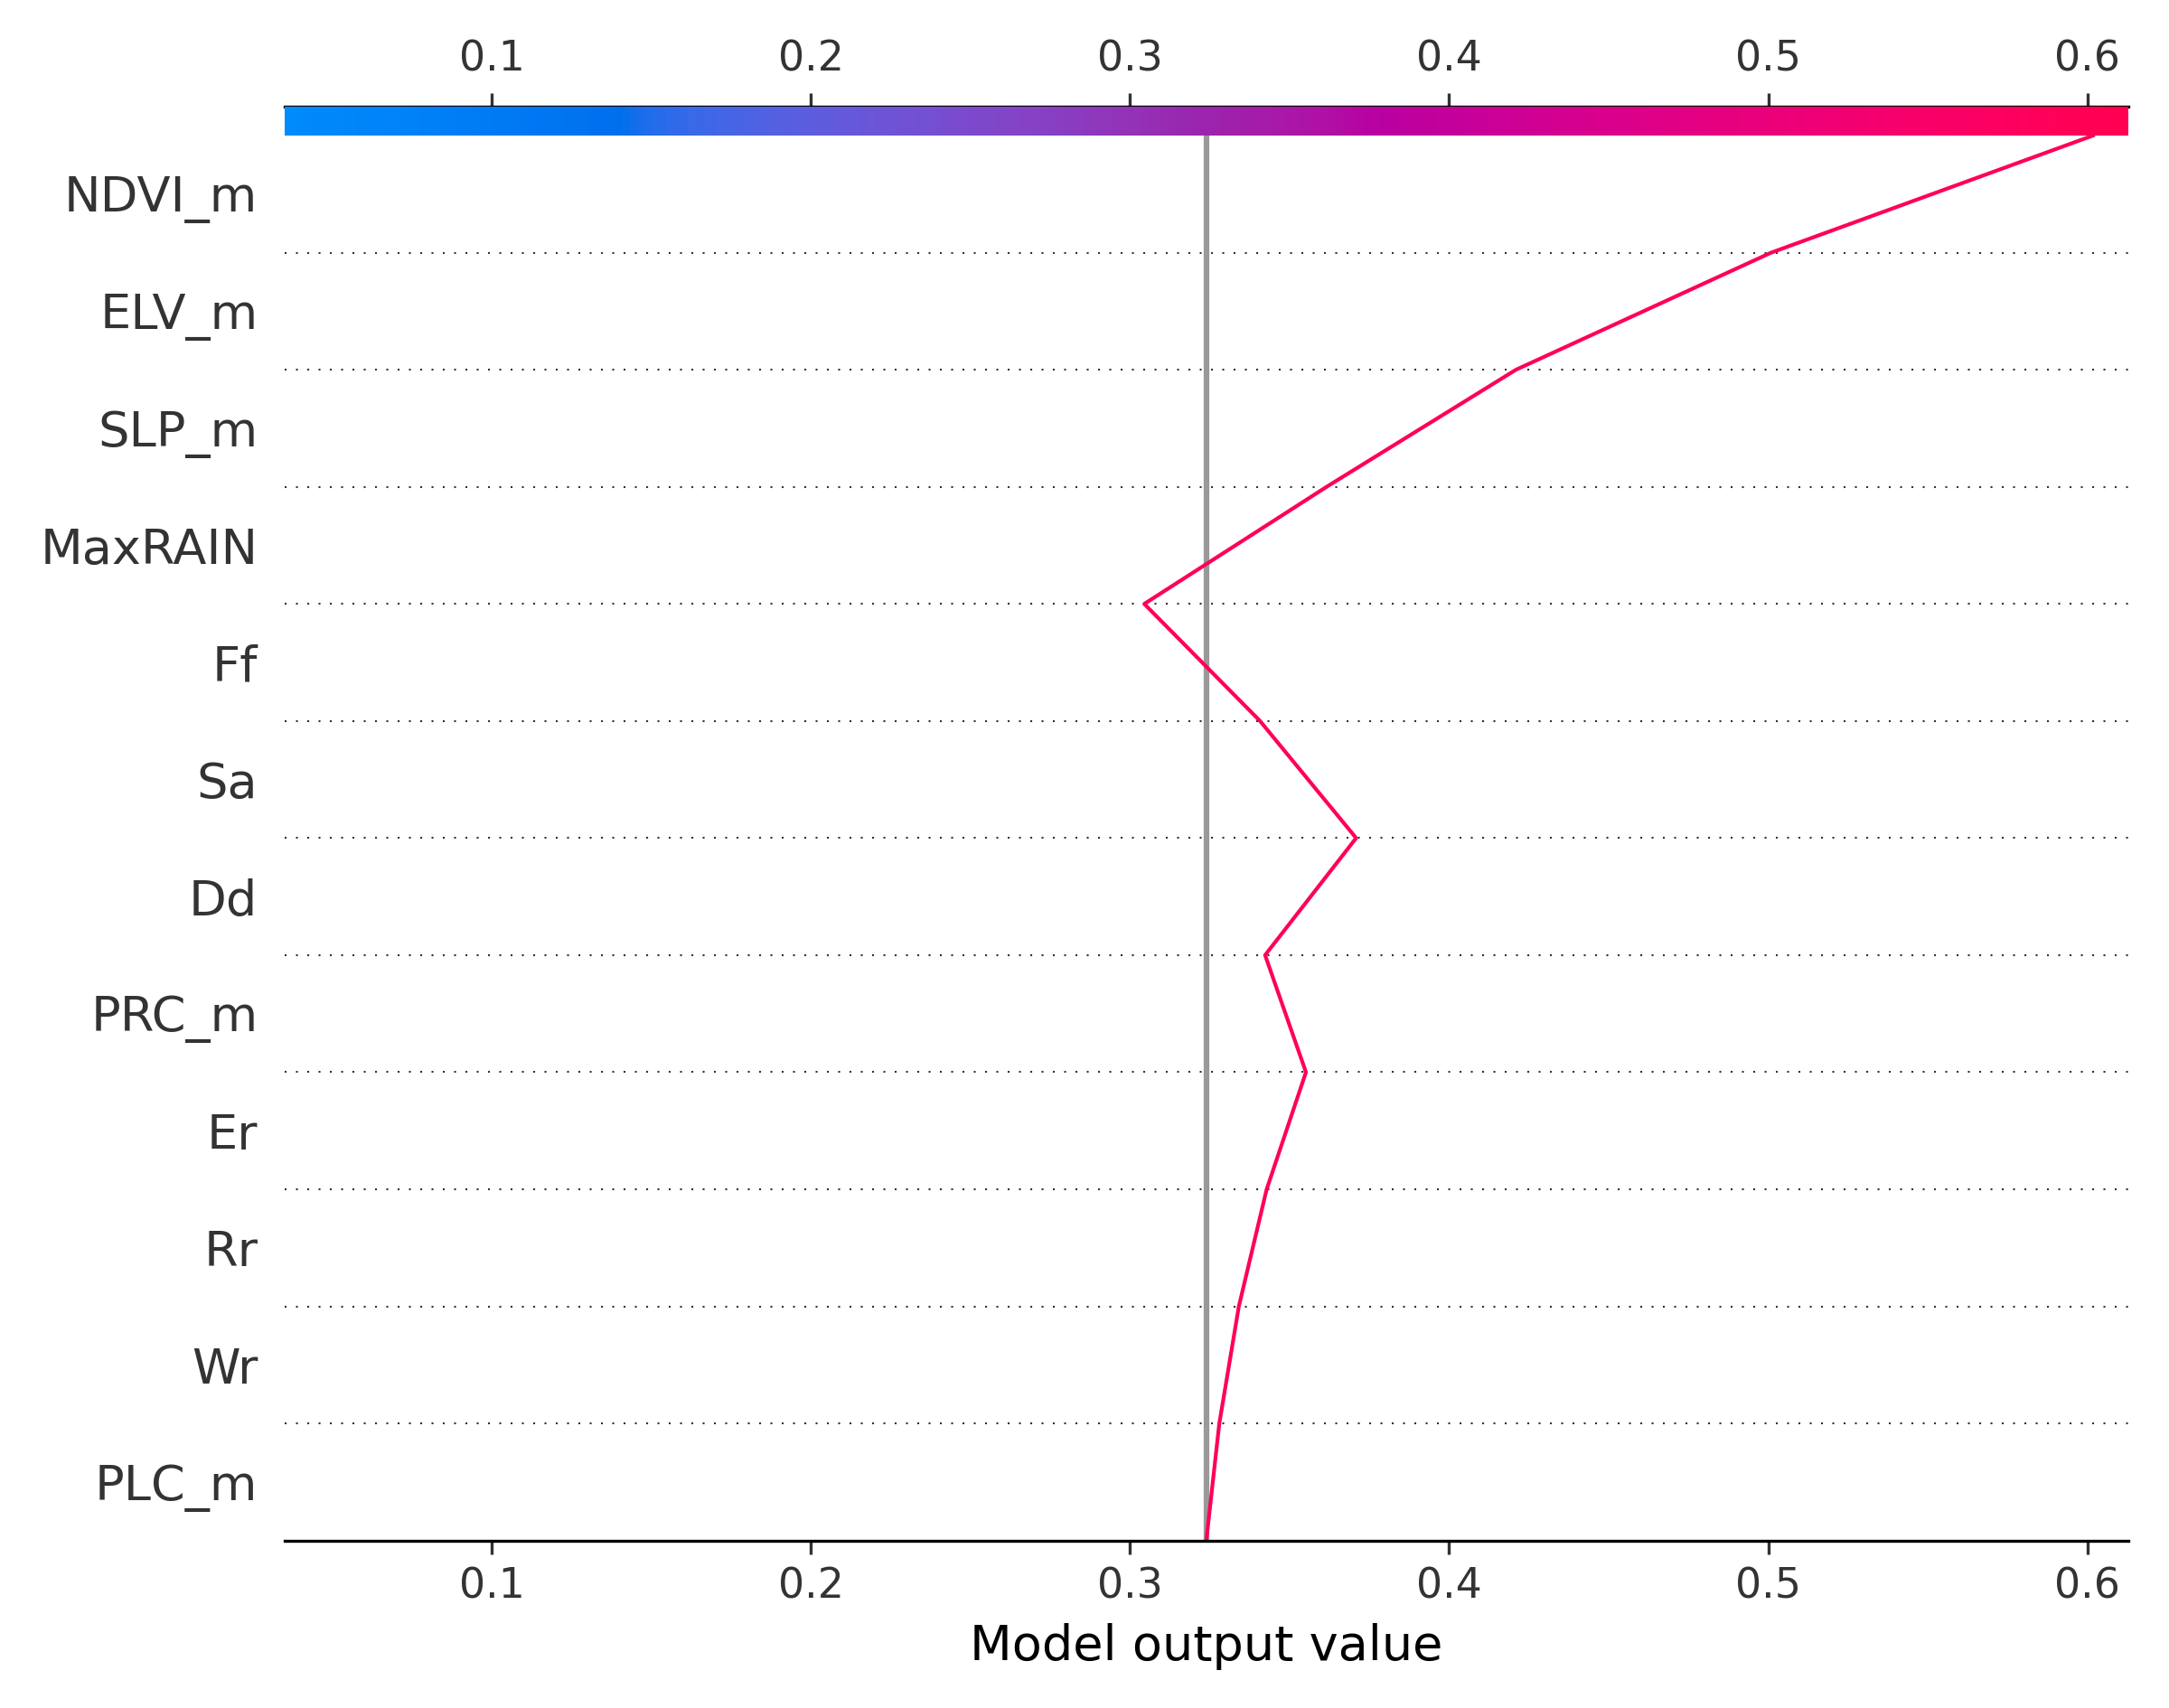 0.1 0.2 0.3 0.4 0.5 0.6
NDVI_m
ELV_m
SLP_m
MaxRAIN
Ff
Sa
Dd
PRC_m
Er
Rr
Wr
PLC_m
0.1 0.2 0.3 0.4 0.5 0.6
Model output value